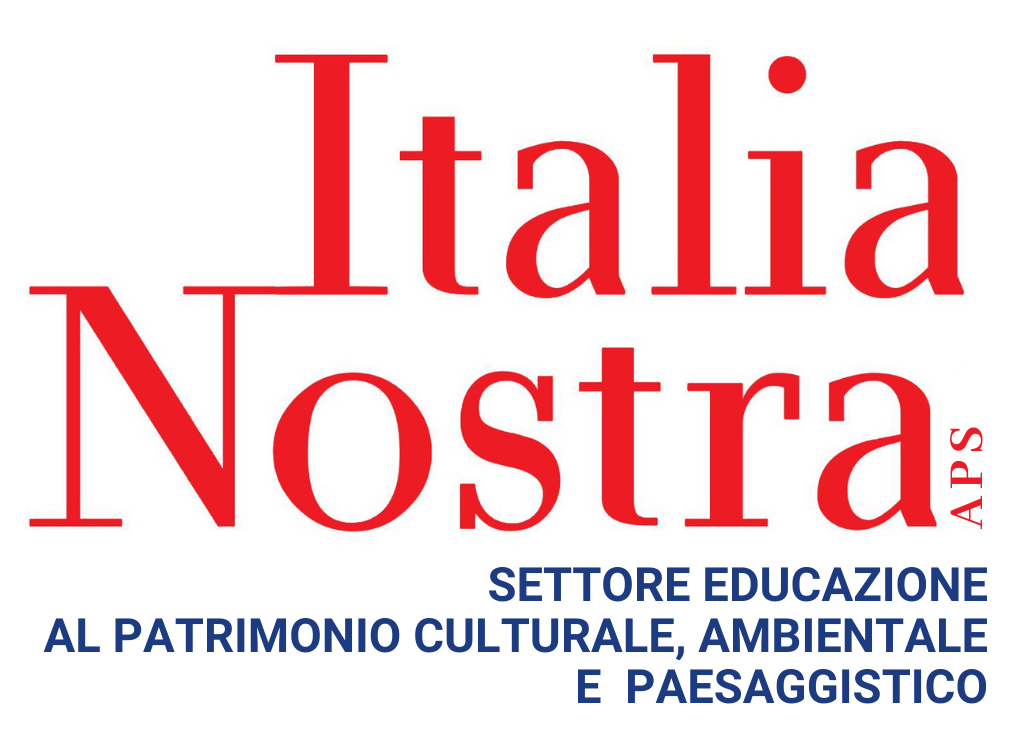 Italia
Nostra
APS
SETTORE EDUCAZIONE
AL PATRIMONIO CULTURALE, AMBIENTALE
E PAESAGGISTICO